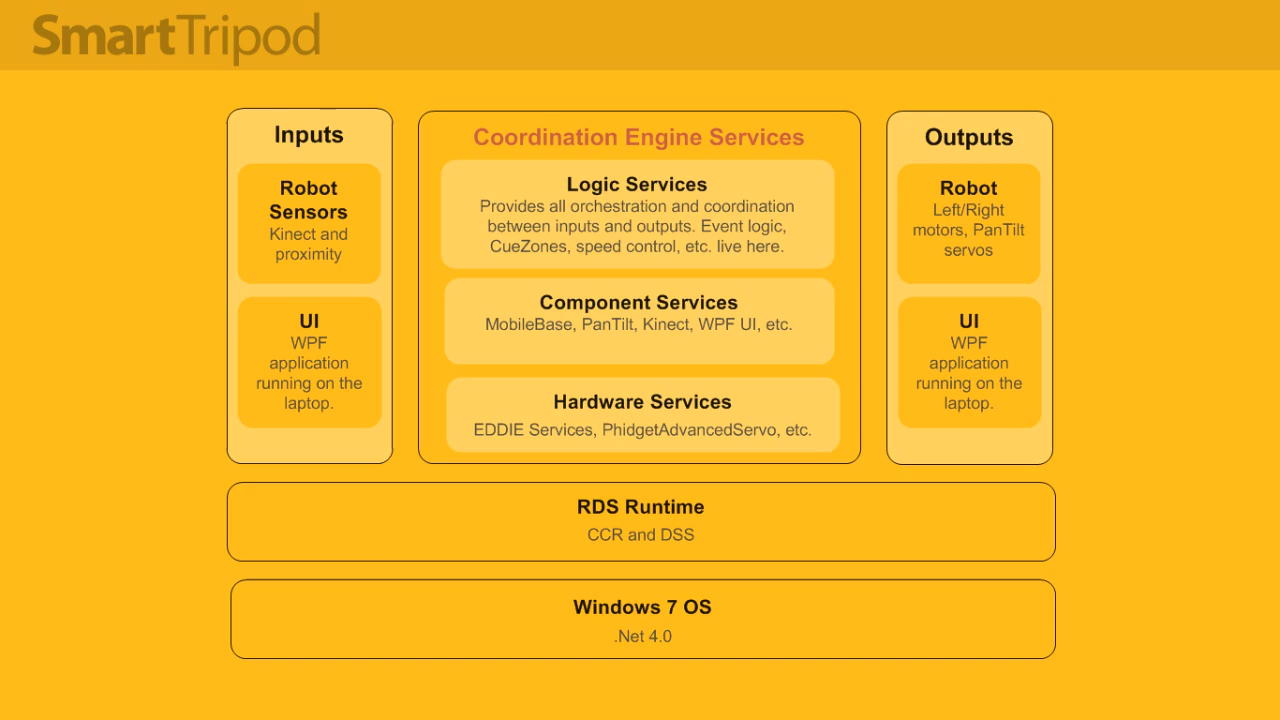 SmartTripod
Inputs
Robot
Sensors
Kinect and
proximity
UI
WPF
application
running on the
laptop.
Coordination Engine Services
Logic Services
Provides all orchestration and coordination
between inputs and outputs. Event logic,
CueZones, speed control, etc. live here.
Component Services
MobileBase, PanTilt, Kinect, WPF UI, etc.
Hardware Services
EDDIE Services, PhidgetAdvancedServo, etc.
Outputs
Robot
Left/Right
motors, PanTilt
servos
UI
WPF
application
running on the
laptop.
RDS Runtime
CCR and DSS
Windows 7 OS
.Net 4.0